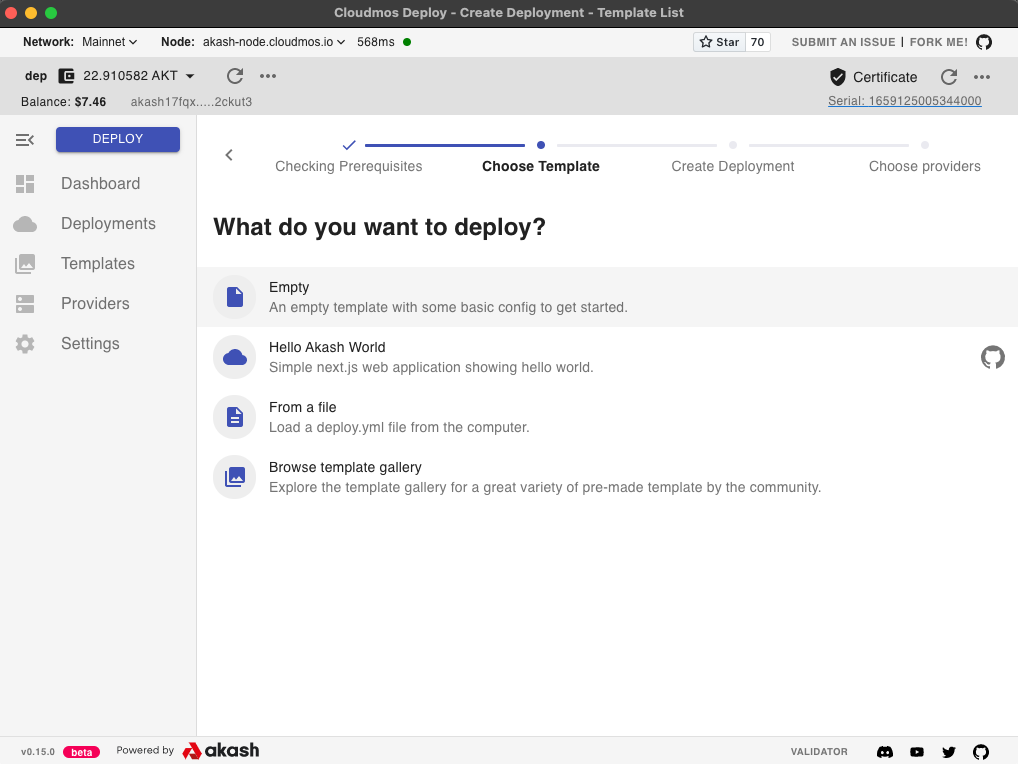 Cloudmos Deploy - Create Deployment - Template List
Network: Mainnet Node: akash-node.cloudmos.io 568ms Star 70 SUBMIT AN ISSUE | FORK ME!
dep 22.910582 AKT Certificate
Balance: $7.46 akash17fqx.....2ckut3 Serial: 1659125005344000
DEPLOY
Dashboard
Deployments
Templates
Providers
Settings
Checking Prerequisites Choose Template Create Deployment Choose providers
What do you want to deploy?
Empty
An empty template with some basic config to get started.
Hello Akash World
Simple next.js web application showing hello world.
From a file
Load a deploy.yml file from the computer.
Browse template gallery
Explore the template gallery for a great variety of pre-made template by the community.
v0.15.0 beta Powered by akash VALIDATOR